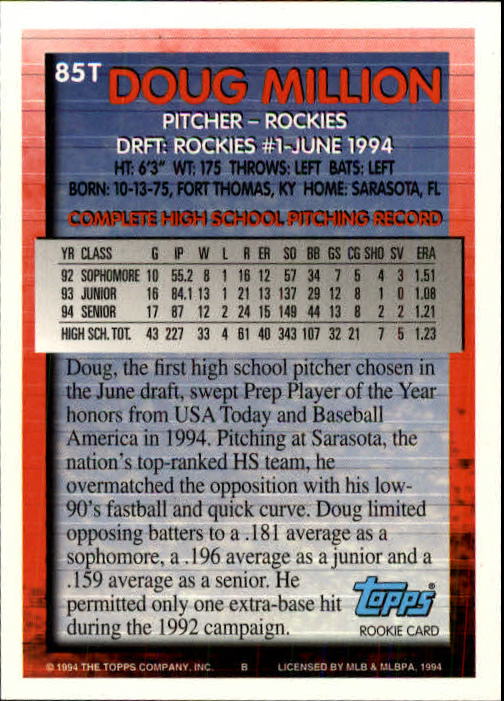 85T DOUG MILLION
PITCHER – ROCKIES
DRFT: ROCKIES #1-JUNE 1994
HT: 6'3" WT: 175 THROWS: LEFT BATS: LEFT
BORN: 10-13-75, FORT THOMAS, KY HOME: SARASOTA, FL
COMPLETE HIGH SCHOOL PITCHING RECORD
YR CLASS G IP W L R ER SO BB GS CG SHO SV ERA
92 SOPHOMORE 10 55.2 8 1 16 12 57 34 7 5 4 3 1.51
93 JUNIOR 16 84.1 13 1 21 13 137 29 12 8 1 0 1.08
94 SENIOR 17 87 12 2 24 15 149 44 13 8 2 2 1.21
HIGH SCH. TOT. 43 227 33 4 61 40 343 107 32 21 7 5 1.23
Doug, the first high school pitcher chosen in
the June draft, swept Prep Player of the Year
honors from USA Today and Baseball
America in 1994. Pitching at Sarasota, the
nation's top-ranked HS team, he
overmatched the opposition with his low-
90's fastball and quick curve. Doug limited
opposing batters to a .181 average as a
sophomore, a .196 average as a junior and a
.159 average as a senior. He
permitted only one extra-base hit
during the 1992 campaign.
Topps®
ROOKIE CARD
© 1994 THE TOPPS COMPANY, INC. B LICENSED BY MLB & MLBPA, 1994